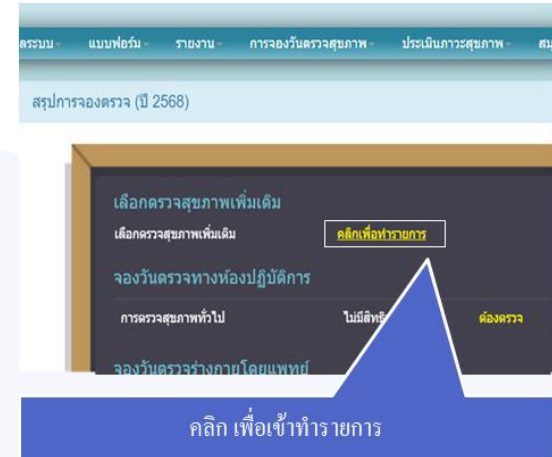 แบบฟอร์ม รายงาน การจองวันตรวจสุขภาพ ประเมินภาวะสุขภาพ
สรุปการจองตรวจ (ปี 2568)
เลือกตรวจสุขภาพเพิ่มเติม
เลือกตรวจสุขภาพเพิ่มเติม คลิกเพื่อทำรายการ
จองวันตรวจทางห้องปฏิบัติการ
การตรวจสุขภาพทั่วไป ต้องตรวจ
จองวันตรวจร่างกายโดยแพทย์
คลิก เพื่อเข้าทำรายการ